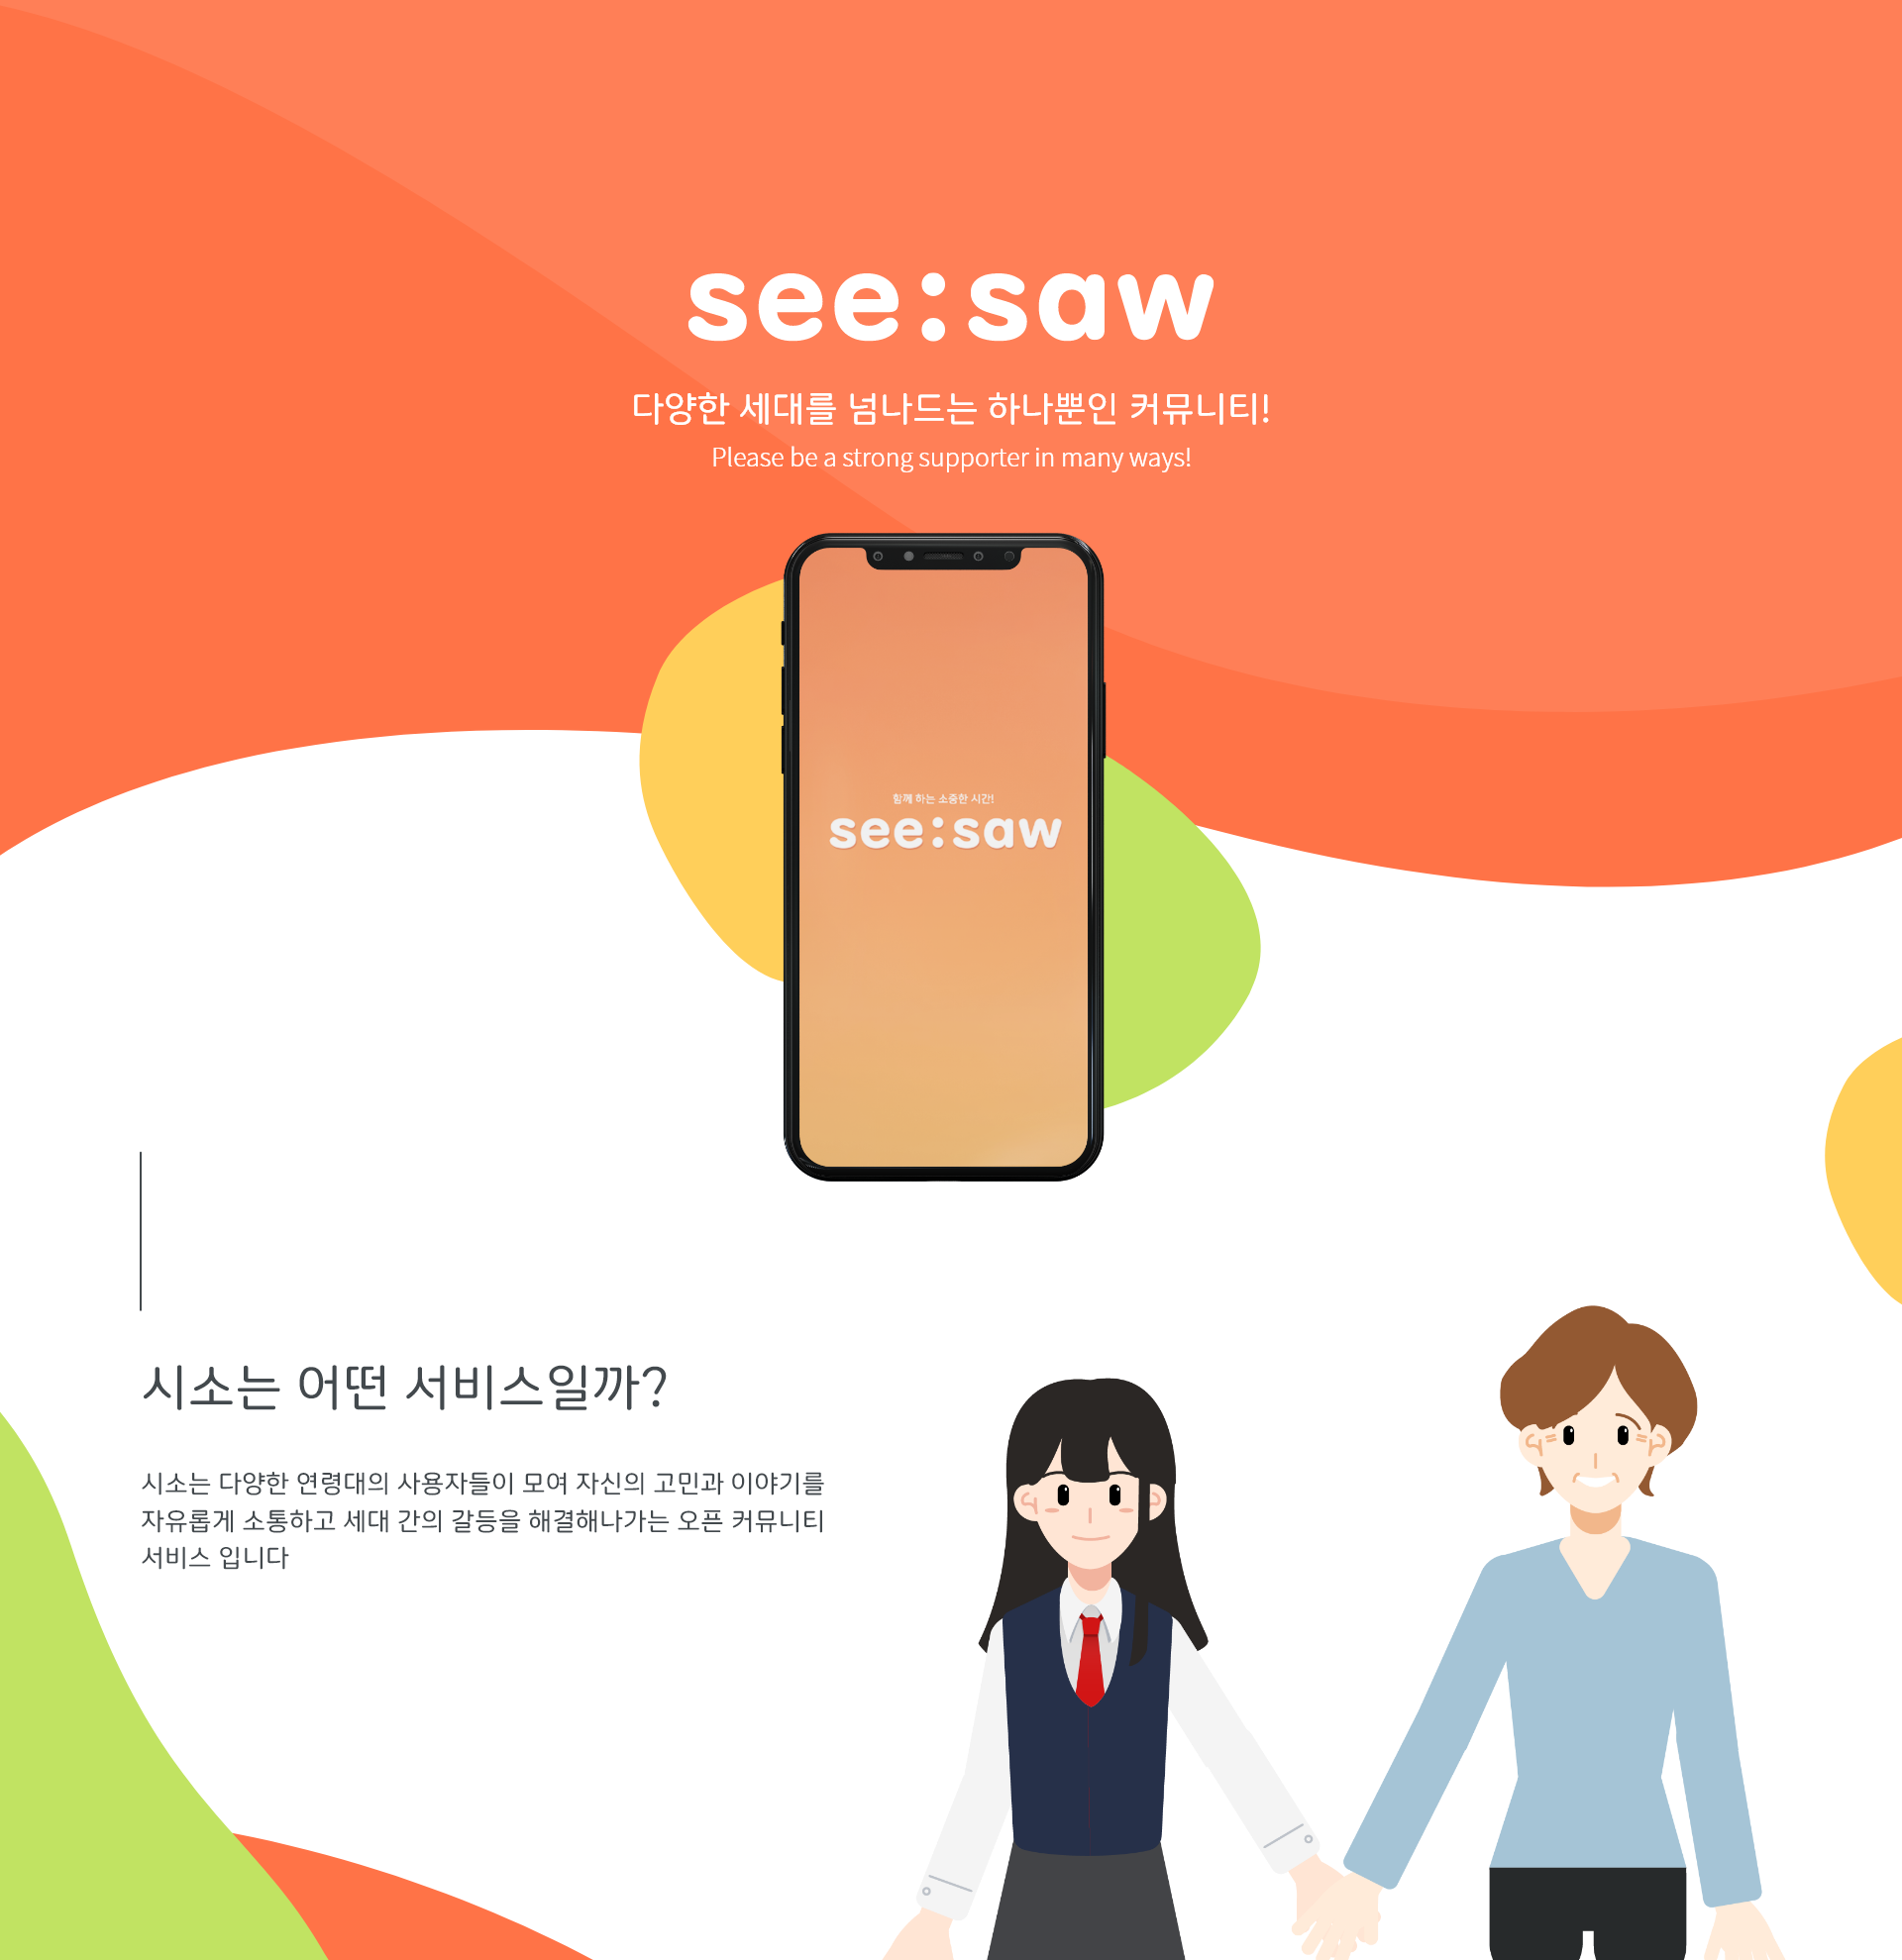 see:saw
다양한 세대를 넘나드는 하나뿐인 커뮤니티!
Please be a strong supporter in many ways!
함께 하는 소중한 시간!
see:saw
시소는 어떤 서비스일까?
시소는 다양한 연령대의 사용자들이 모여 자신의 고민과 이야기를
자유롭게 소통하고 세대 간의 갈등을 해결해나가는 오픈 커뮤니티
서비스 입니다